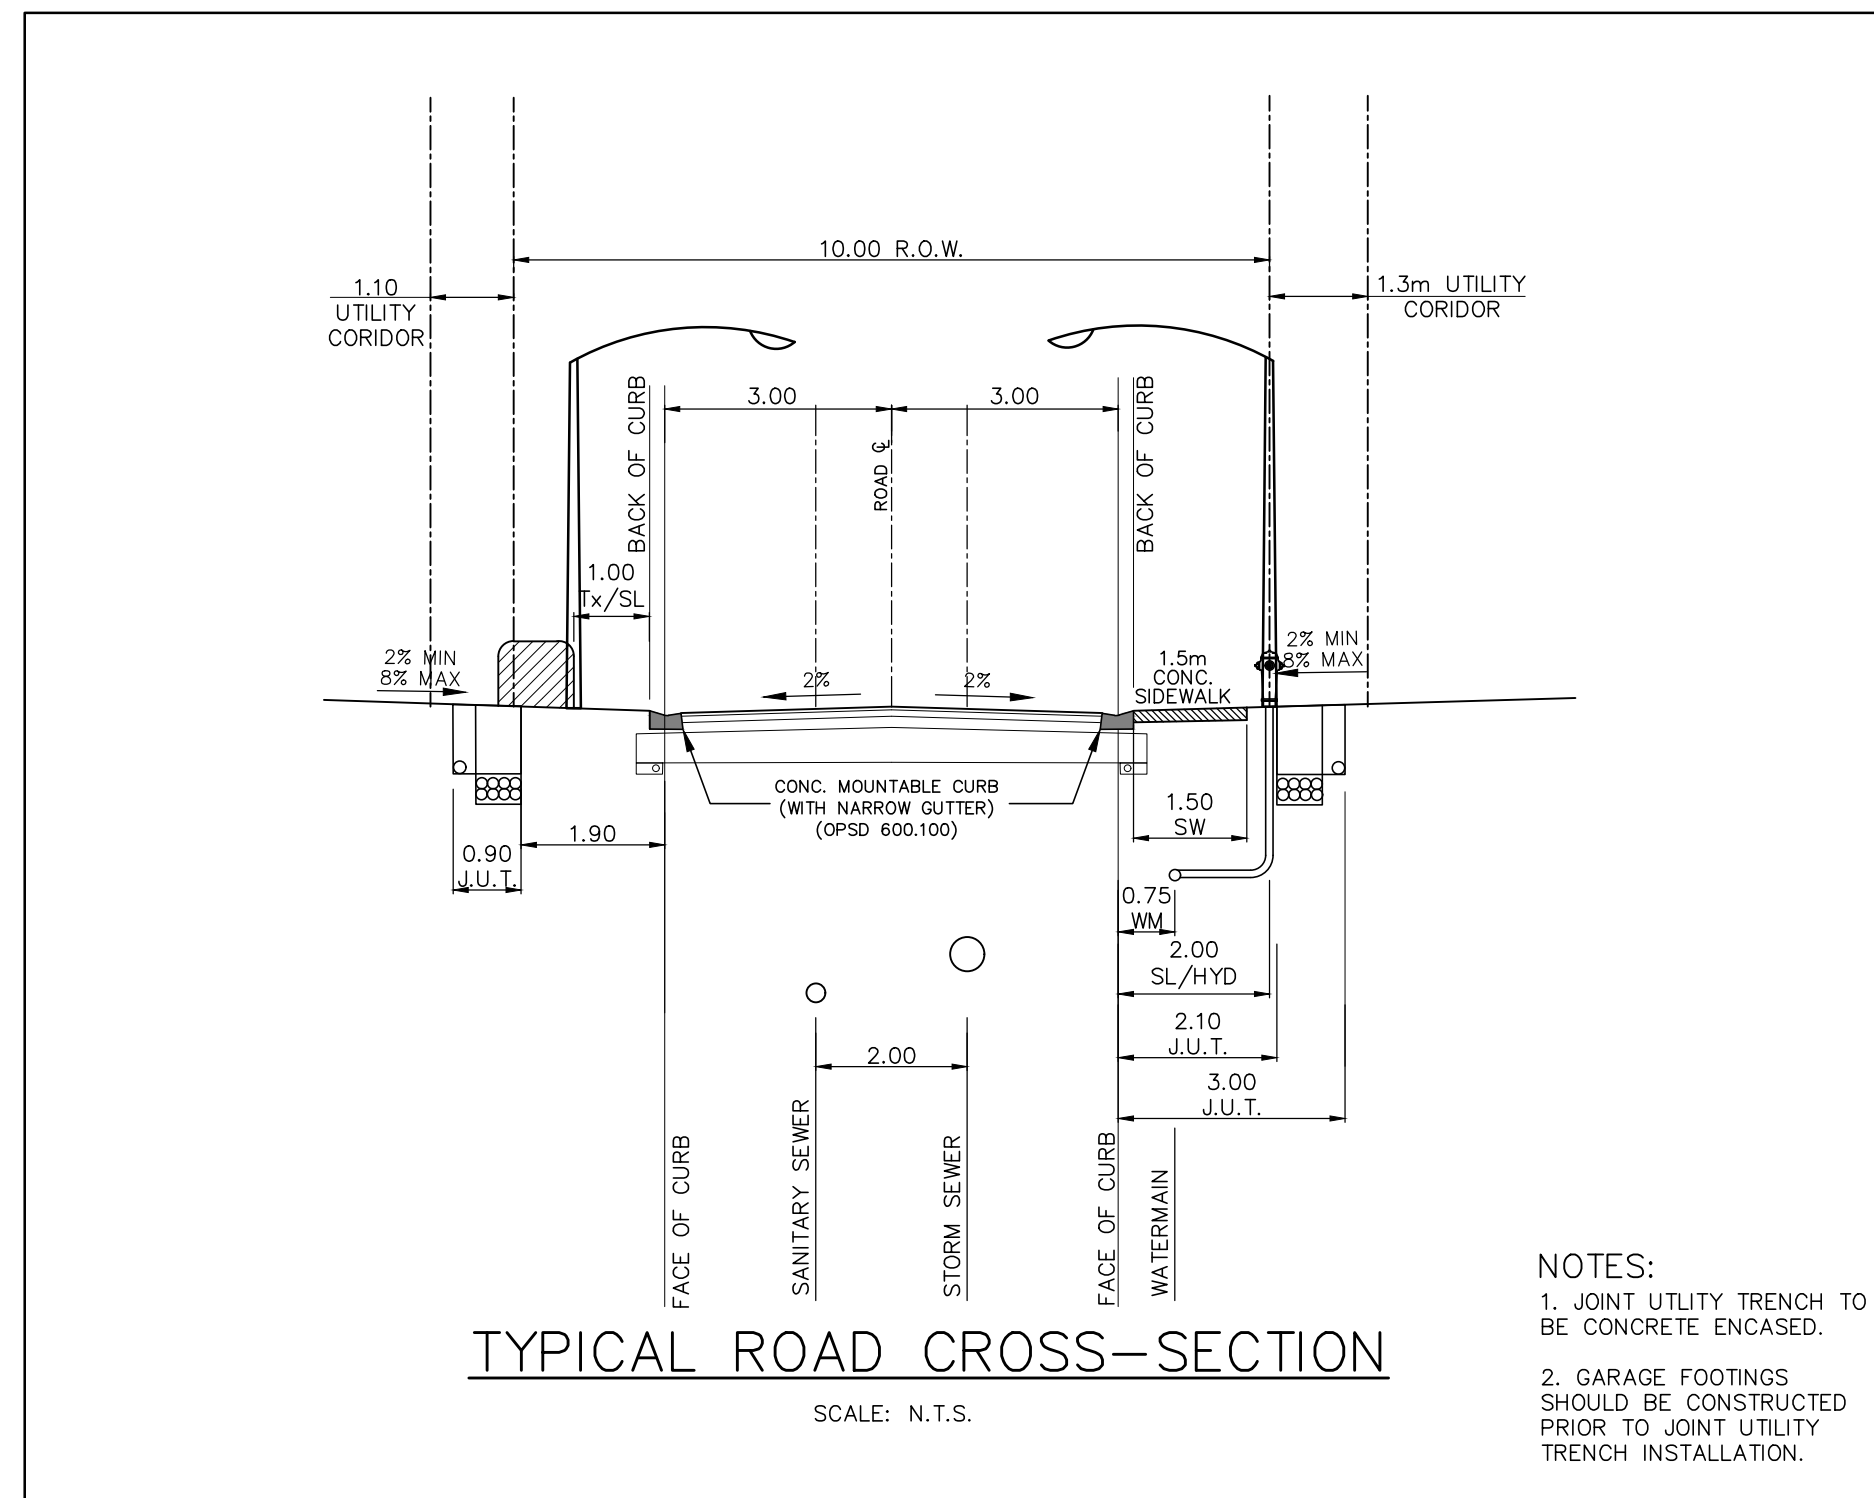 10.00 R.O.W.
1.10
UTILITY
CORIDOR
1.3m UTILITY
CORIDOR
BACK OF CURB
3.00
3.00
BACK OF CURB
ROAD ℄
1.00
Tx/SL
2% MIN
8% MAX
2%
2%
1.5m
CONC.
SIDEWALK
2% MIN
8% MAX
CONC. MOUNTABLE CURB
(WITH NARROW GUTTER)
(OPSD 600.100)
1.50
SW
1.90
0.90
J.U.T.
0.75
WM
2.00
SL/HYD
2.10
J.U.T.
2.00
3.00
J.U.T.
FACE OF CURB
SANITARY SEWER
STORM SEWER
FACE OF CURB
WATERMAIN
TYPICAL ROAD CROSS-SECTION
SCALE: N.T.S.
NOTES:
1. JOINT UTLITY TRENCH TO
BE CONCRETE ENCASED.
2. GARAGE FOOTINGS
SHOULD BE CONSTRUCTED
PRIOR TO JOINT UTILITY
TRENCH INSTALLATION.